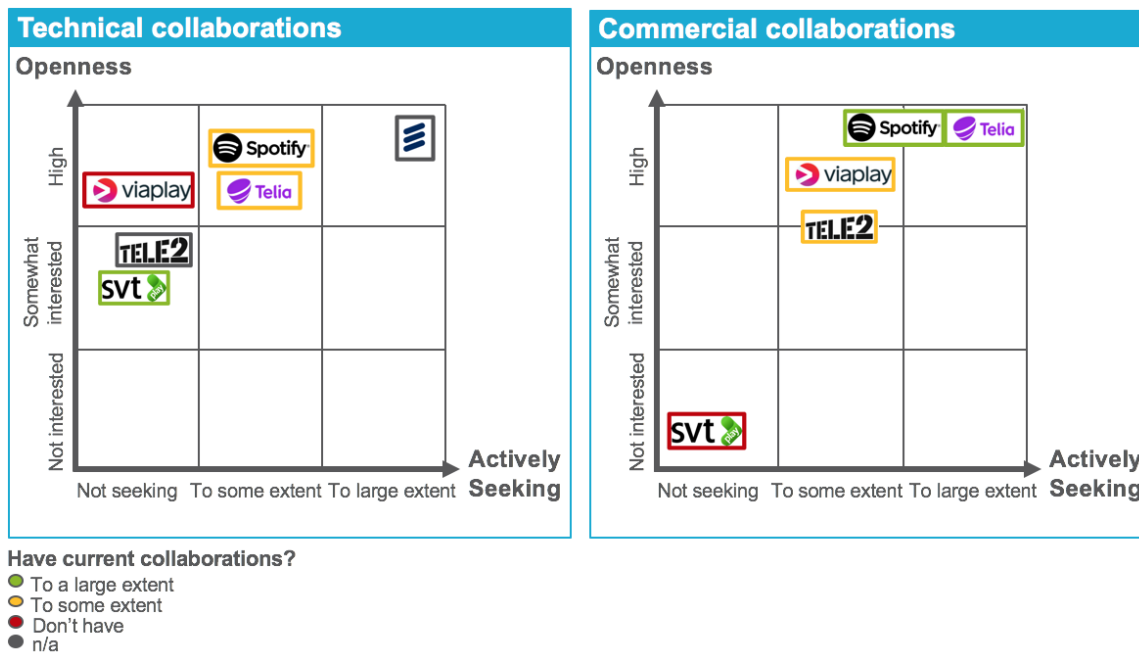 Technical collaborations
Openness
High
Somewhat
interested
Not interested
Spotify
Telia
viaplay
TELE2
svt play
Not seeking
To some extent
To large extent
Actively
Seeking
Commercial collaborations
Openness
High
Somewhat
interested
Not interested
Spotify
Telia
viaplay
TELE2
svt play
Not seeking
To some extent
To large extent
Actively
Seeking
Have current collaborations?
To a large extent
To some extent
Don't have
n/a